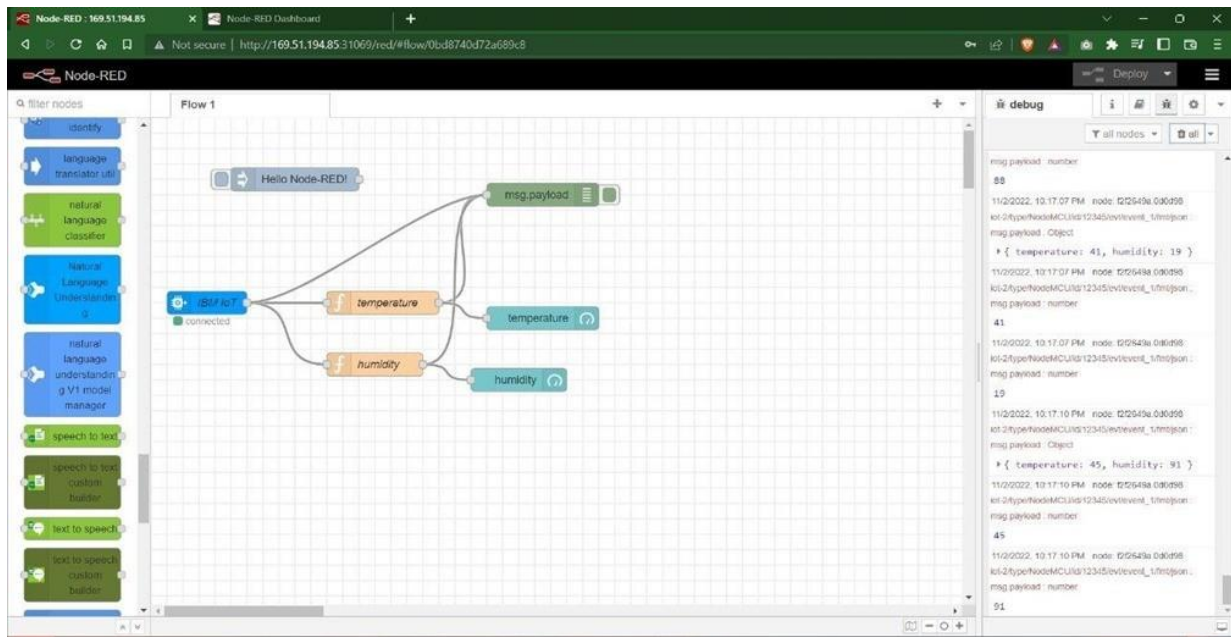 Node-RED : 169.51.194.85
Node-RED Dashboard
Not secure | http://169.51.194.85:31069/red/#flow/0bd8740d72a689c8
Node-RED
Deploy
filter nodes
Flow 1
debug
all nodes
all
identify
language
translator util
natural
language
classifier
Natural
Language
Understandin
g
natural
language
understandin
g V1 model
manager
speech to text
speech to text
custom
builder
text to speech
text to speech
custom
builder
Hello Node-RED!
msg.payload
IBM IoT
connected
temperature
temperature
humidity
humidity
msg.payload : number
88
11/2/2022, 10:17:07 PM node: f2f2649a.0d0d98
iot-2/type/NodeMCU/id/12345/evt/event_1/fmt/json :
msg.payload : Object
{ temperature: 41, humidity: 19 }
11/2/2022, 10:17:07 PM node: f2f2649a.0d0d98
iot-2/type/NodeMCU/id/12345/evt/event_1/fmt/json :
msg.payload : number
41
11/2/2022, 10:17:07 PM node: f2f2649a.0d0d98
iot-2/type/NodeMCU/id/12345/evt/event_1/fmt/json :
msg.payload : number
19
11/2/2022, 10:17:10 PM node: f2f2649a.0d0d98
iot-2/type/NodeMCU/id/12345/evt/event_1/fmt/json :
msg.payload : Object
{ temperature: 45, humidity: 91 }
11/2/2022, 10:17:10 PM node: f2f2649a.0d0d98
iot-2/type/NodeMCU/id/12345/evt/event_1/fmt/json :
msg.payload : number
45
11/2/2022, 10:17:10 PM node: f2f2649a.0d0d98
iot-2/type/NodeMCU/id/12345/evt/event_1/fmt/json :
msg.payload : number
91